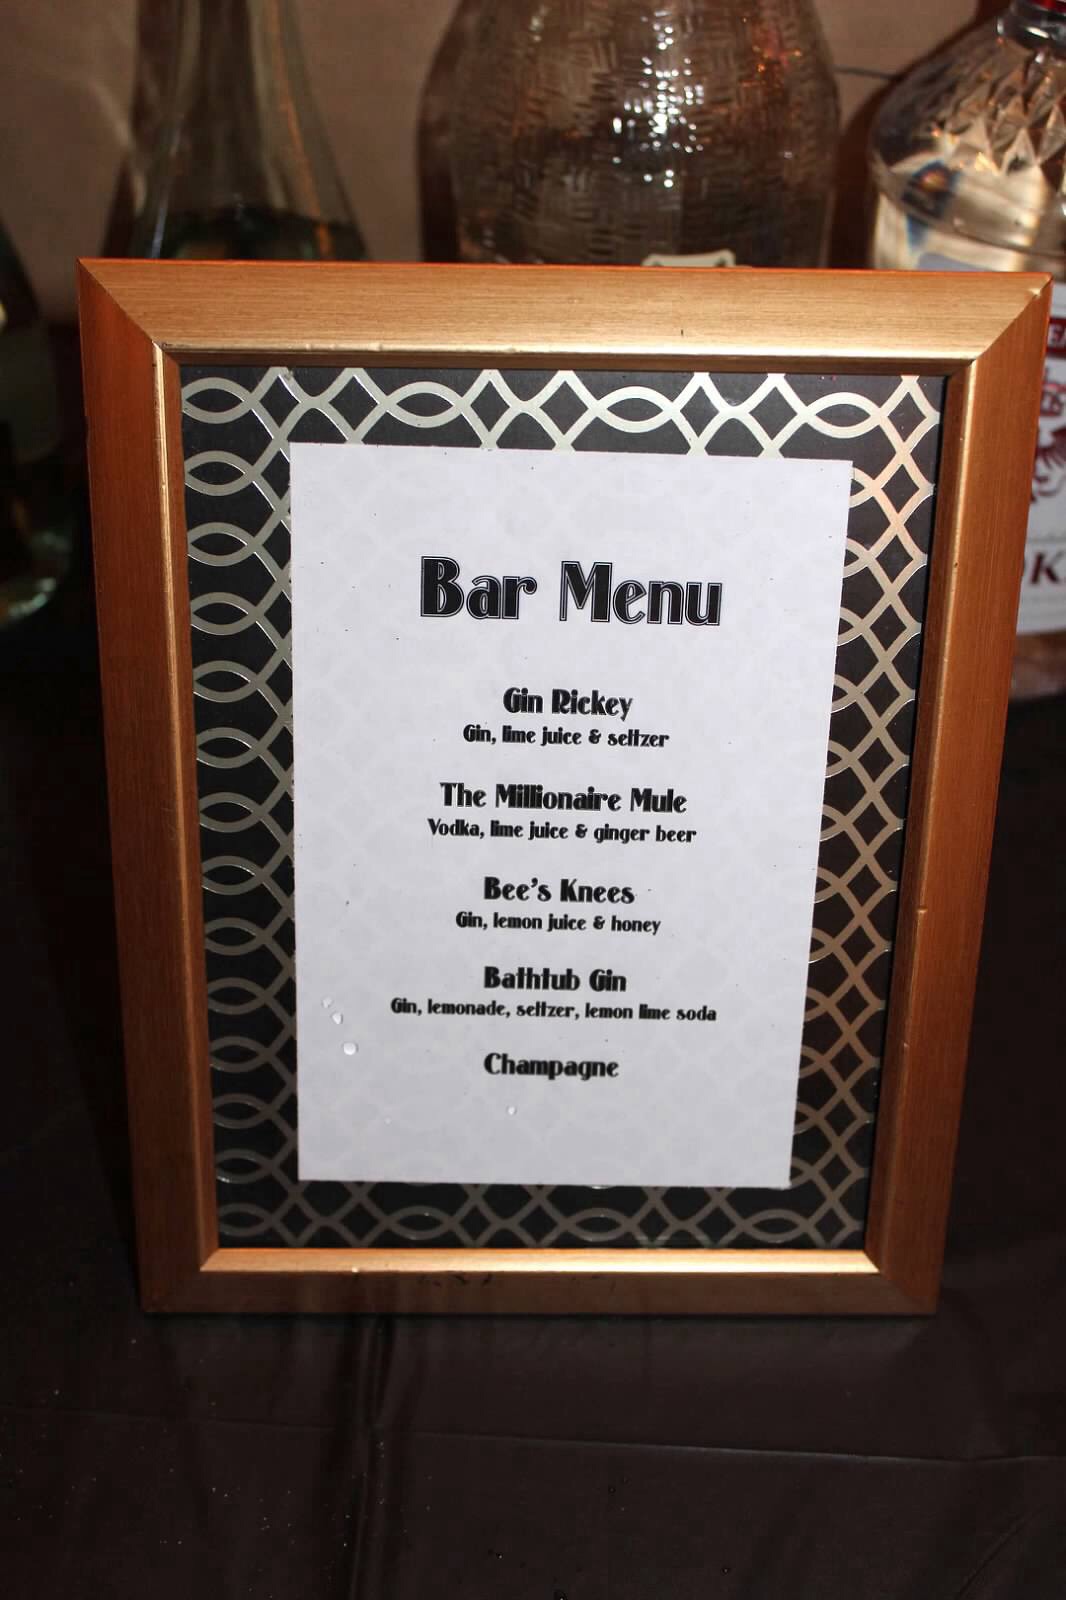 Bar Menu
Gin Rickey
Gin, lime juice & seltzer
The Millionaire Mule
Vodka, lime juice & ginger beer
Bee's Knees
Gin, lemon juice & honey
Bathtub Gin
Gin, lemonade, seltzer, lemon lime soda
Champagne